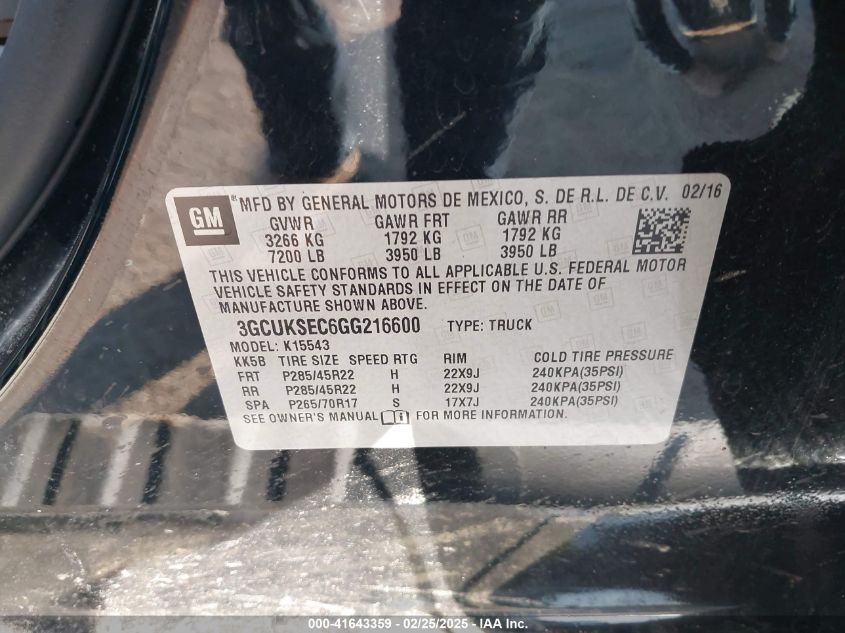 GM
® MFD BY GENERAL MOTORS DE MEXICO, S. DE R.L. DE C.V. 02/16
GVWR GAWR FRT GAWR RR
3266 KG 1792 KG 1792 KG
7200 LB 3950 LB 3950 LB
THIS VEHICLE CONFORMS TO ALL APPLICABLE U.S. FEDERAL MOTOR
VEHICLE SAFETY STANDARDS IN EFFECT ON THE DATE OF
MANUFACTURE SHOWN ABOVE.
3GCUKSEC6GG216600 TYPE: TRUCK
MODEL: K15543
KK5B TIRE SIZE SPEED RTG RIM COLD TIRE PRESSURE
FRT P285/45R22 H 22X9J 240KPA(35PSI)
RR P285/45R22 H 22X9J 240KPA(35PSI)
SPA P265/70R17 S 17X7J 240KPA(35PSI)
SEE OWNER'S MANUAL FOR MORE INFORMATION.
000-41643359 - 02/25/2025 - © IAA Inc.